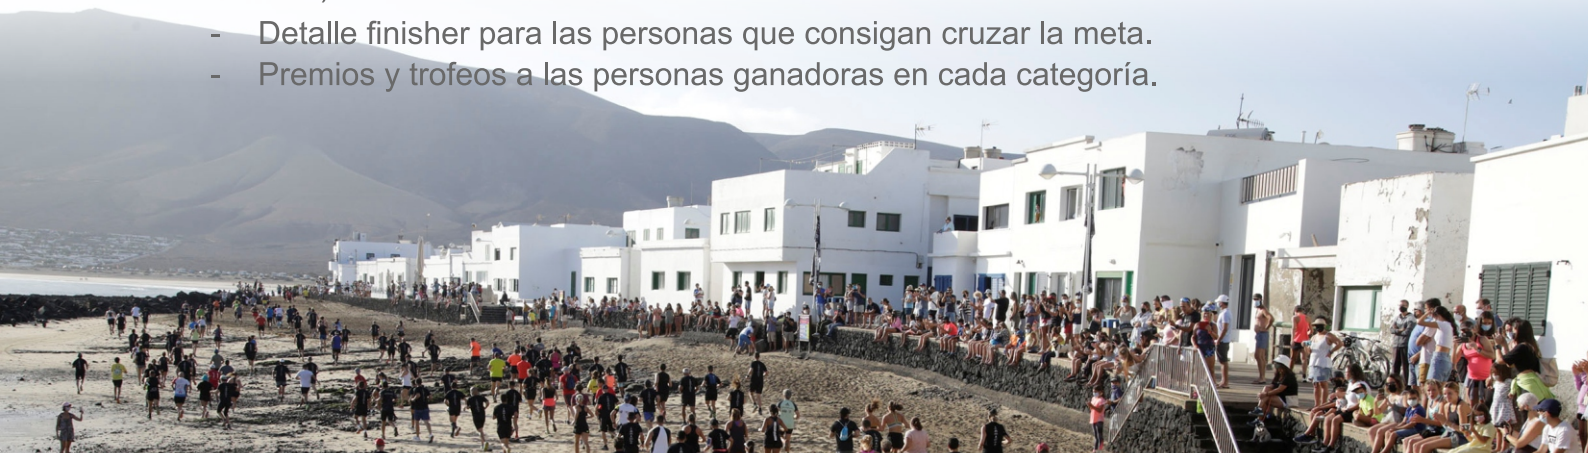 - Detalle finisher para las personas que consigan cruzar la meta.
- Premios y trofeos a las personas ganadoras en cada categoría.